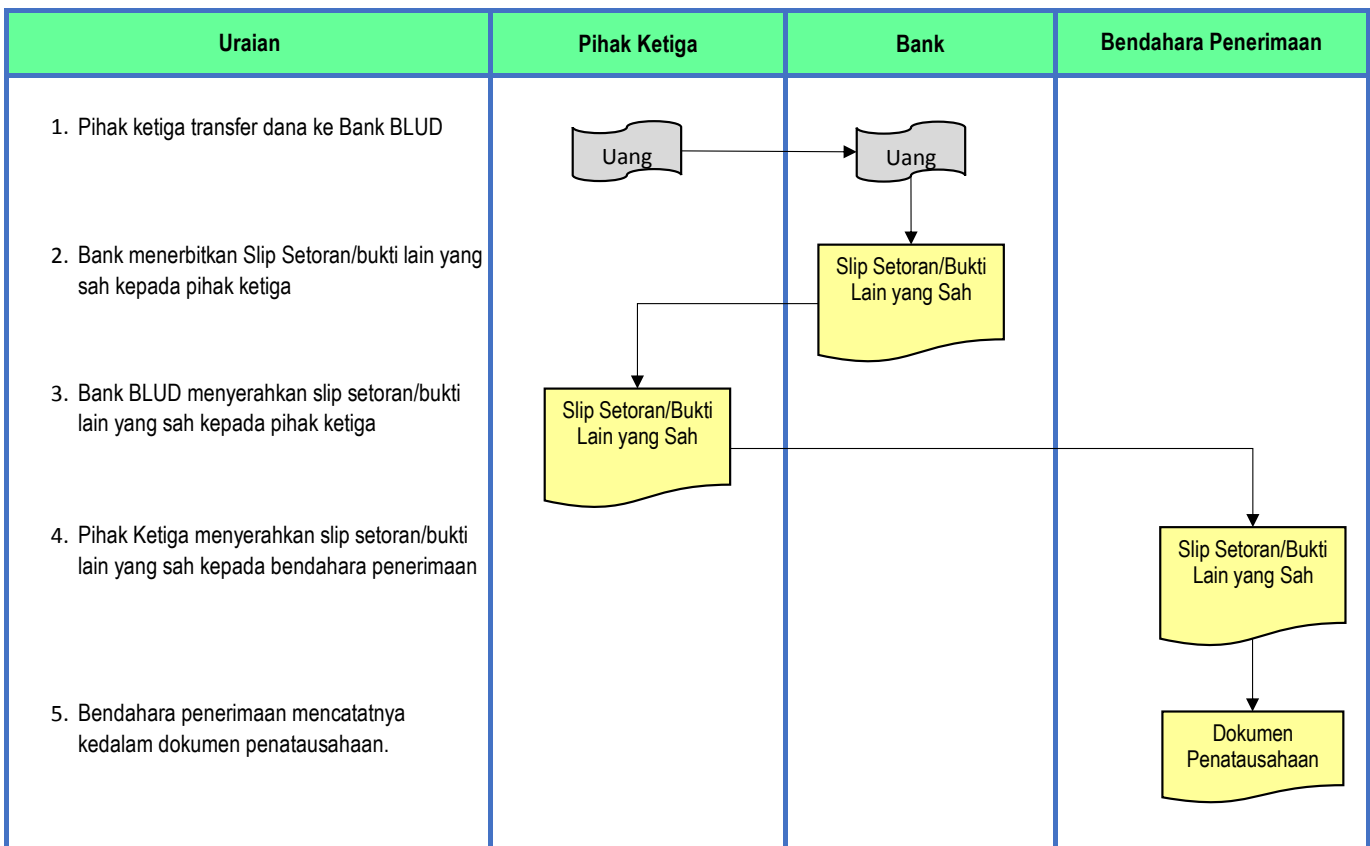 Uraian
Pihak Ketiga
Bank
Bendahara Penerimaan
1. Pihak ketiga transfer dana ke Bank BLUD
Uang
Uang
2. Bank menerbitkan Slip Setoran/bukti lain yang
sah kepada pihak ketiga
Slip Setoran/Bukti
Lain yang Sah
3. Bank BLUD menyerahkan slip setoran/bukti
lain yang sah kepada pihak ketiga
Slip Setoran/Bukti
Lain yang Sah
4. Pihak Ketiga menyerahkan slip setoran/bukti
lain yang sah kepada bendahara penerimaan
Slip Setoran/Bukti
Lain yang Sah
5. Bendahara penerimaan mencatatnya
kedalam dokumen penatausahaan.
Dokumen
Penatausahaan